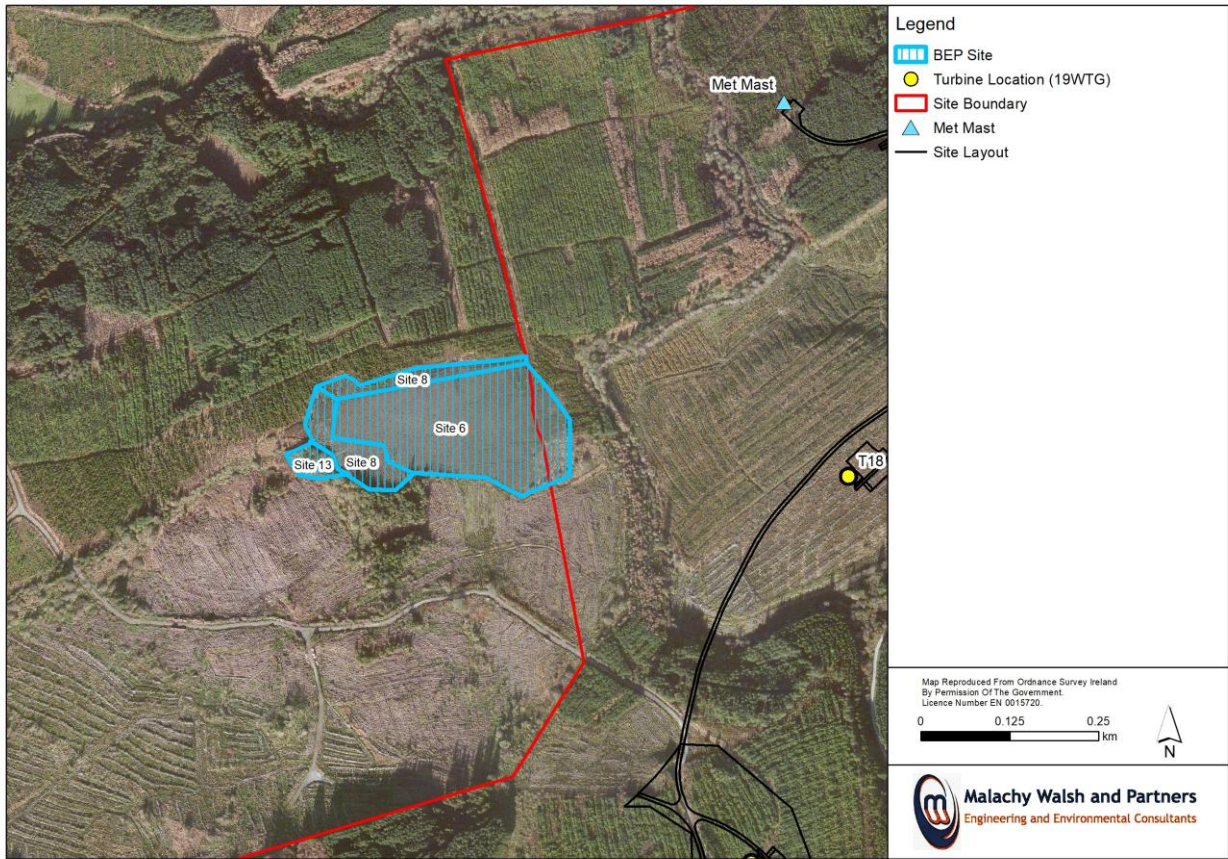 Met Mast
Site 8
Site 6
Site 13
Site 8
T18
Legend
BEP Site
Turbine Location (19WTG)
Site Boundary
Met Mast
Site Layout
Map Reproduced From Ordnance Survey Ireland
By Permission Of The Government.
Licence Number EN 0015720.
0 0.125 0.25
km
N
Malachy Walsh and Partners
Engineering and Environmental Consultants